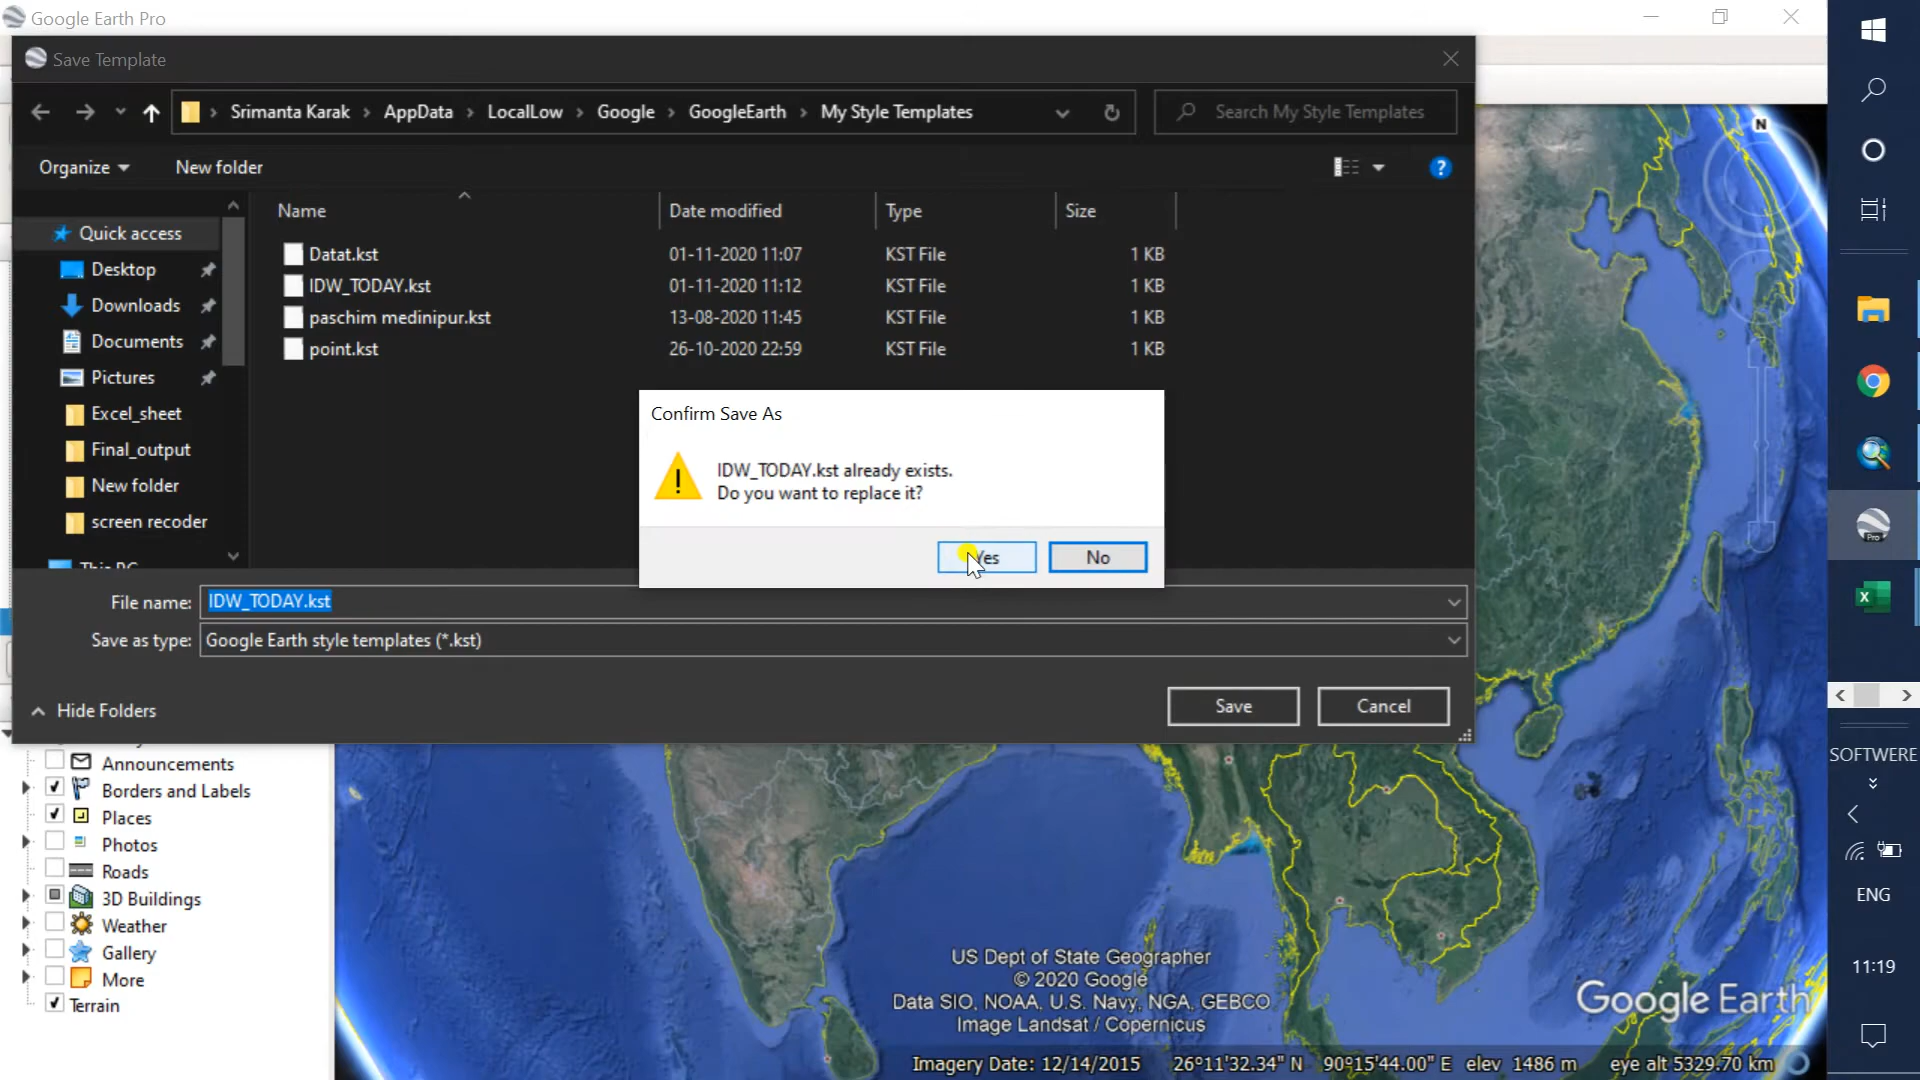 Google Earth Pro
Save Template
Srimanta Karak › AppData › LocalLow › Google › GoogleEarth › My Style Templates
Search My Style Templates
Organize
New folder
Name
Date modified
Type
Size
Quick access
Desktop
Downloads
Documents
Pictures
Excel_sheet
Final_output
New folder
screen recoder
Datat.kst 01-11-2020 11:07 KST File 1 KB
IDW_TODAY.kst 01-11-2020 11:12 KST File 1 KB
paschim medinipur.kst 13-08-2020 11:45 KST File 1 KB
point.kst 26-10-2020 22:59 KST File 1 KB
Confirm Save As
IDW_TODAY.kst already exists.
Do you want to replace it?
Yes
No
File name: IDW_TODAY.kst
Save as type: Google Earth style templates (*.kst)
Hide Folders
Save
Cancel
Announcements
Borders and Labels
Places
Photos
Roads
3D Buildings
Weather
Gallery
More
Terrain
N
US Dept of State Geographer
© 2020 Google
Data SIO, NOAA, U.S. Navy, NGA, GEBCO
Image Landsat / Copernicus
Google Earth
Imagery Date: 12/14/2015 26°11'32.34" N 90°15'44.00" E elev 1486 m eye alt 5329.70 km
Pro
SOFTWERE
ENG
11:19